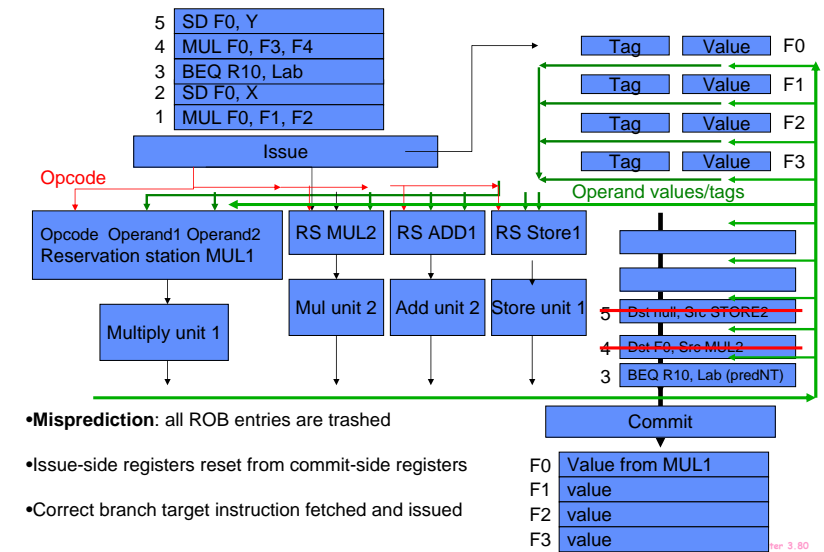 5 SD F0, Y
4 MUL F0, F3, F4
3 BEQ R10, Lab
2 SD F0, X
1 MUL F0, F1, F2
Issue
Tag Value F0
Tag Value F1
Tag Value F2
Tag Value F3
Opcode
Operand values/tags
Opcode Operand1 Operand2
Reservation station MUL1
RS MUL2
RS ADD1
RS Store1
Multiply unit 1
Mul unit 2
Add unit 2
Store unit 1
5 Dst null, Src STORE2
4 Dst F0, Src MUL2
3 BEQ R10, Lab (predNT)
Commit
F0 Value from MUL1
F1 value
F2 value
F3 value
•Misprediction: all ROB entries are trashed
•Issue-side registers reset from commit-side registers
•Correct branch target instruction fetched and issued
ter 3.80